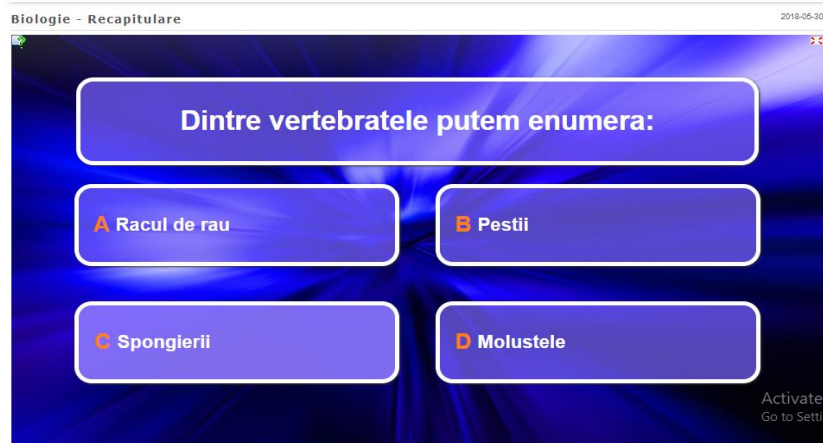 Biologie - Recapitulare
2018-05-30
Dintre vertebratele putem enumera:
A Racul de rau
B Pestii
C Spongierii
D Molustele
Activate
Go to Setti